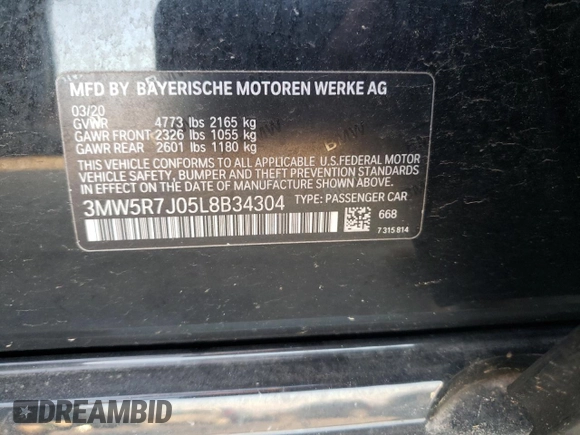 MFD BY BAYERISCHE MOTOREN WERKE AG
03/20
GVWR 4773 lbs 2165 kg
GAWR FRONT 2326 lbs 1055 kg
GAWR REAR 2601 lbs 1180 kg
THIS VEHICLE CONFORMS TO ALL APPLICABLE U.S.FEDERAL MOTOR
VEHICLE SAFETY, BUMPER, AND THEFT PREVENTION STANDARDS
IN EFFECT ON THE DATE OF MANUFACTURE SHOWN ABOVE.
3MW5R7J05L8B34304 TYPE: PASSENGER CAR
668
7 315 814
DREAMBID